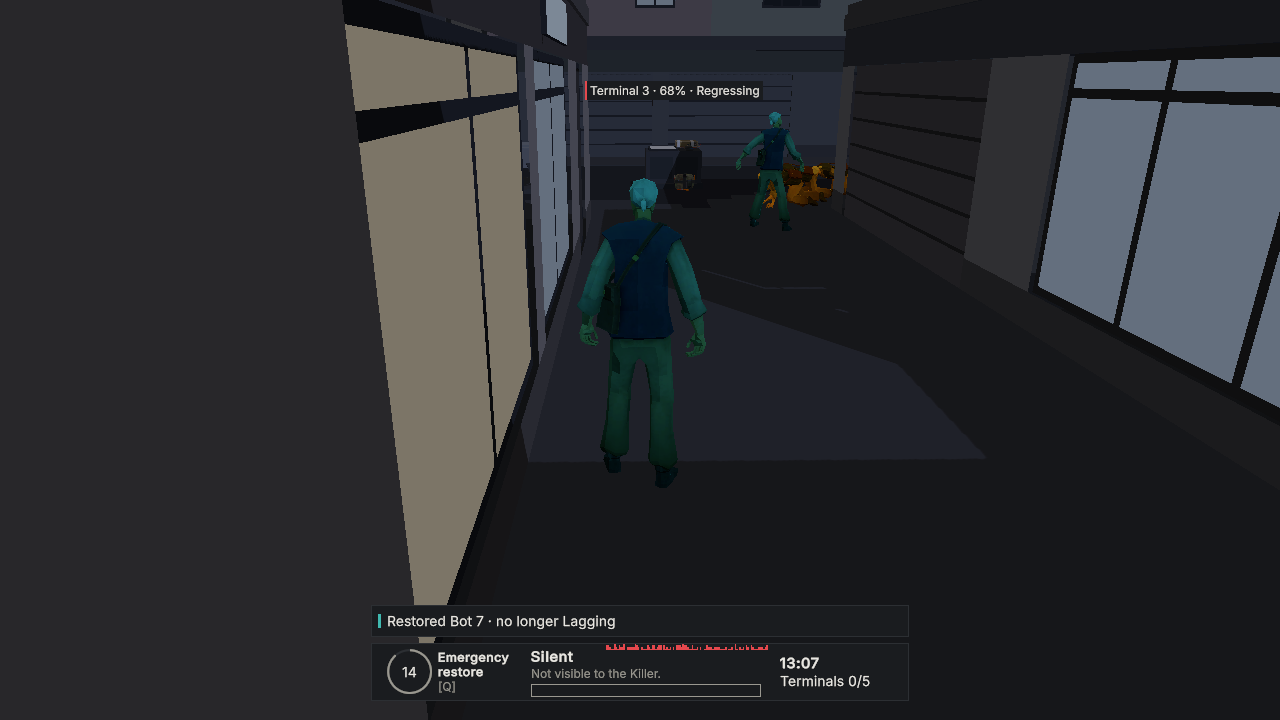 Terminal 3 · 68% · Regressing
Restored Bot 7 · no longer Lagging
14
Emergency
restore
[Q]
Silent
Not visible to the Killer.
13:07
Terminals 0/5